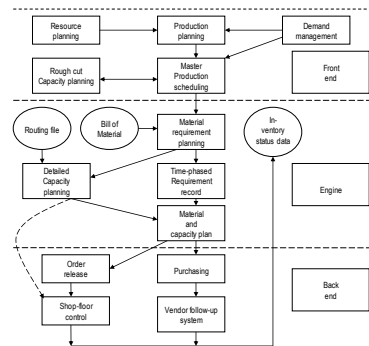 Resource
planning
Production
planning
Demand
management
Rough cut
Capacity planning
Master
Production
scheduling
Front
end
Routing file
Bill of
Material
Material
requirement
planning
In-
ventory
status data
Detailed
Capacity
planning
Time-phased
Requirement
record
Engine
Material
and
capacity plan
Order
release
Purchasing
Back
end
Shop-floor
control
Vendor follow-up
system